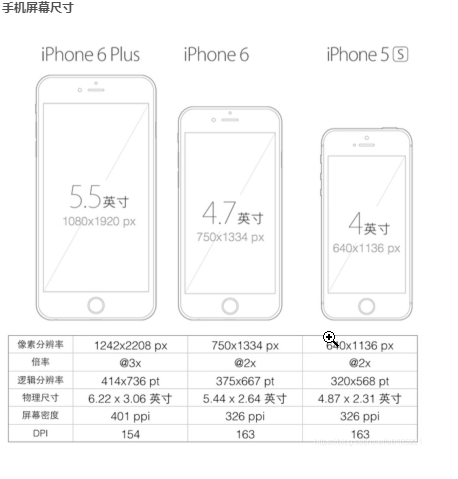 手机屏幕尺寸
iPhone 6 Plus iPhone 6 iPhone 5 S
5.5英寸
1080x1920 px
4.7英寸
750x1334 px
4英寸
640x1136 px
像素分辨率 1242x2208 px 750x1334 px 640x1136 px
倍率 @3x @2x @2x
逻辑分辨率 414x736 pt 375x667 pt 320x568 pt
物理尺寸 6.22 x 3.06 英寸 5.44 x 2.64 英寸 4.87 x 2.31 英寸
屏幕密度 401 ppi 326 ppi 326 ppi
DPI 154 163 163